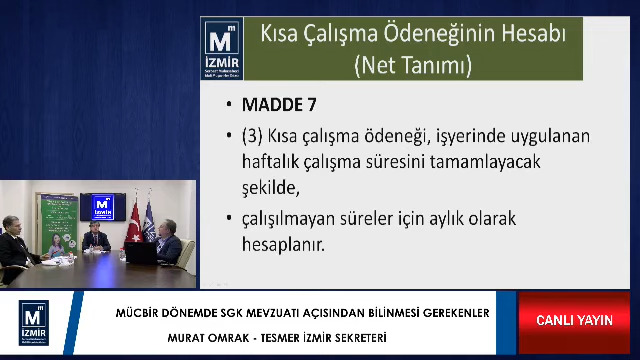 Kısa Çalışma Ödeneğinin Hesabı
(Net Tanımı)
M
İZMİR
• MADDE 7
• (3) Kısa çalışma ödeneği, işyerinde uygulanan
haftalık çalışma süresini tamamlayacak
şekilde,
• çalışılmayan süreler için aylık olarak
hesaplanır.
İZMİR
M
İZMİR
MÜCBİR DÖNEMDE SGK MEVZUATI AÇISINDAN BİLİNMESİ GEREKENLER
MURAT OMRAK - TESMER İZMİR SEKRETERİ
CANLI YAYIN